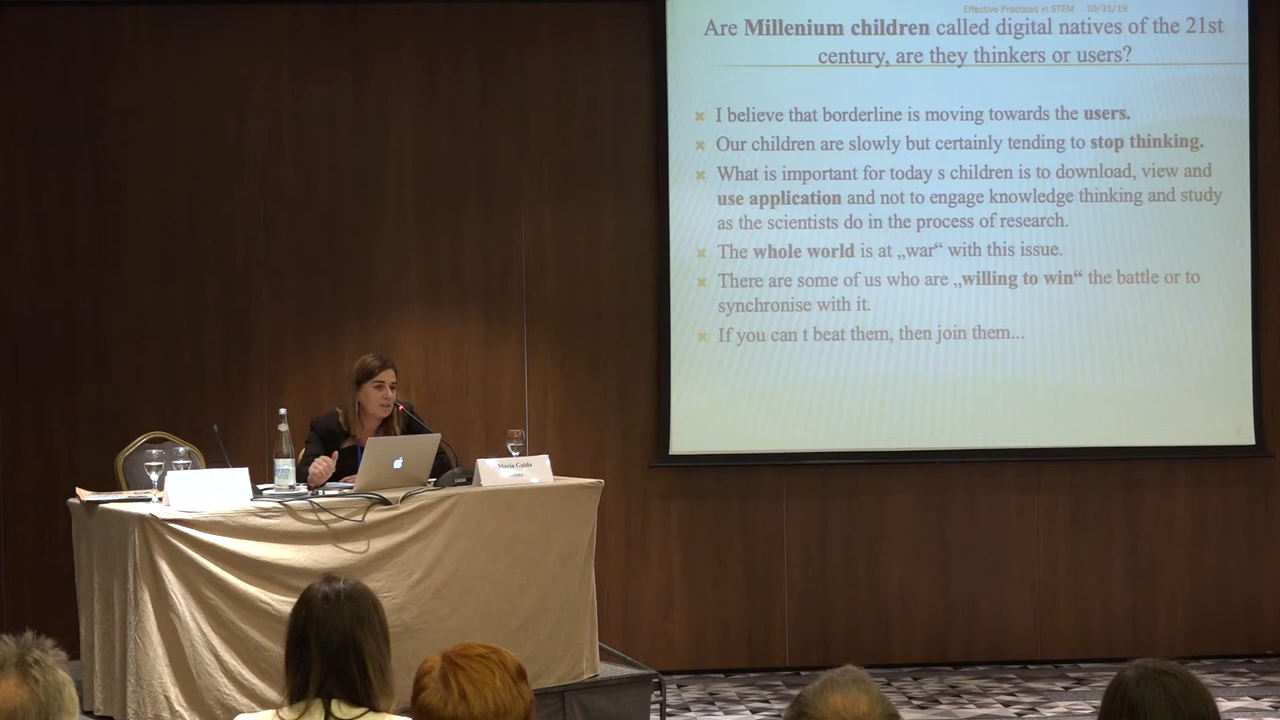 Effective Practices in STEM 10/31/19
Are Millenium children called digital natives of the 21st
century, are they thinkers or users?
I believe that borderline is moving towards the users.
Our children are slowly but certainly tending to stop thinking.
What is important for today s children is to download, view and
use application and not to engage knowledge thinking and study
as the scientists do in the process of research.
The whole world is at „war“ with this issue.
There are some of us who are „willing to win“ the battle or to
synchronise with it.
If you can t beat them, then join them...
Maria Guida